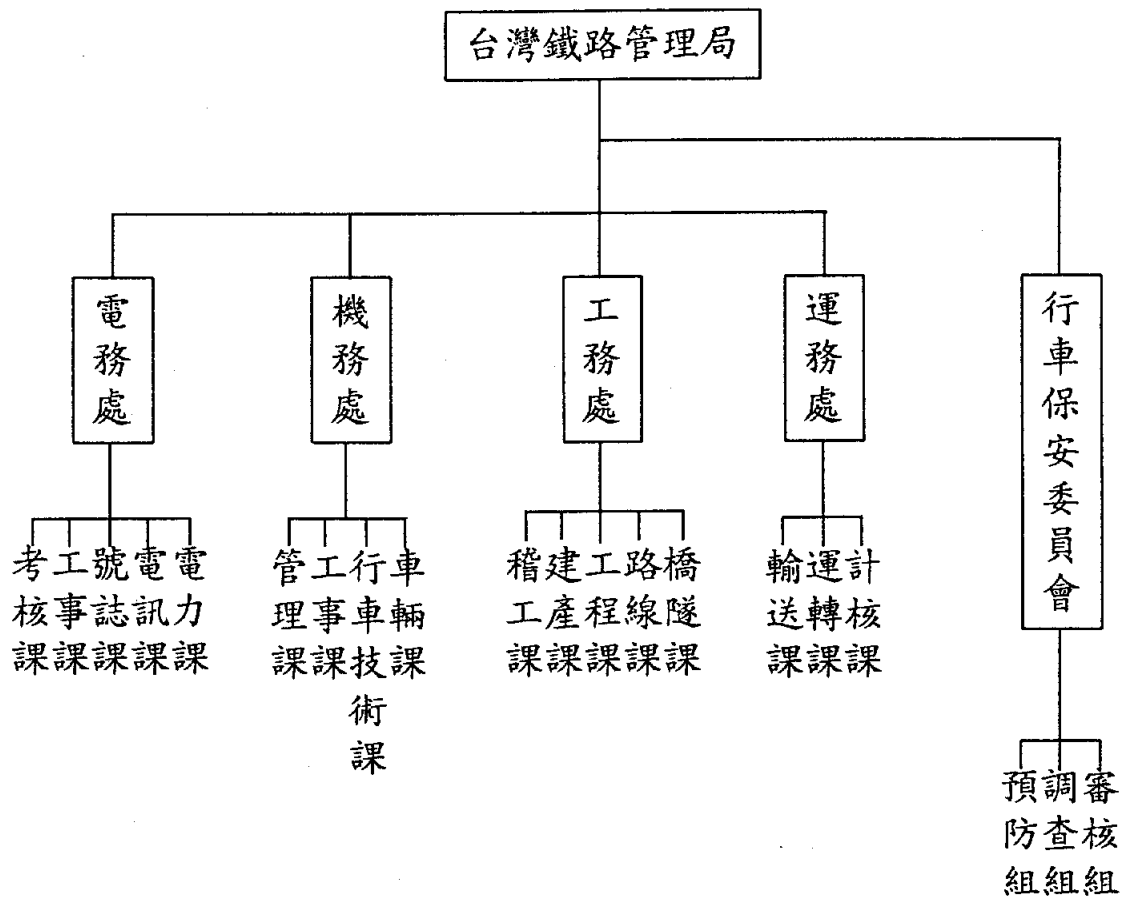 台灣鐵路管理局
電務處
機務處
工務處
運務處
行車保安委員會
考核課
工事課
號誌課
電訊課
電力課
管理課
工事課
行車技術課
車輛課
稽工課
建產課
工程課
路線課
橋隧課
輸送課
運轉課
計核課
預防組
調查組
審核組